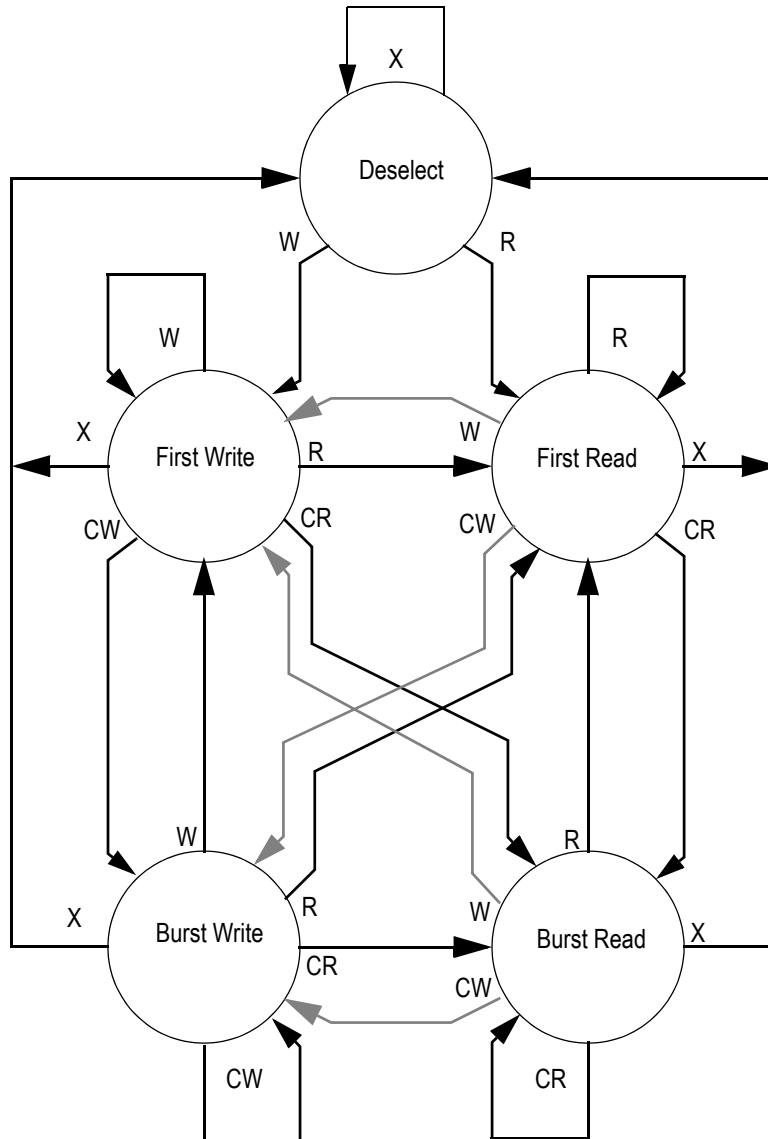 X
Deselect
W
R
W
R
X
W
First Write
R
First Read
X
CW
CR
CW
CR
W
R
X
R
W
Burst Write
Burst Read
X
CR
CW
CW
CR